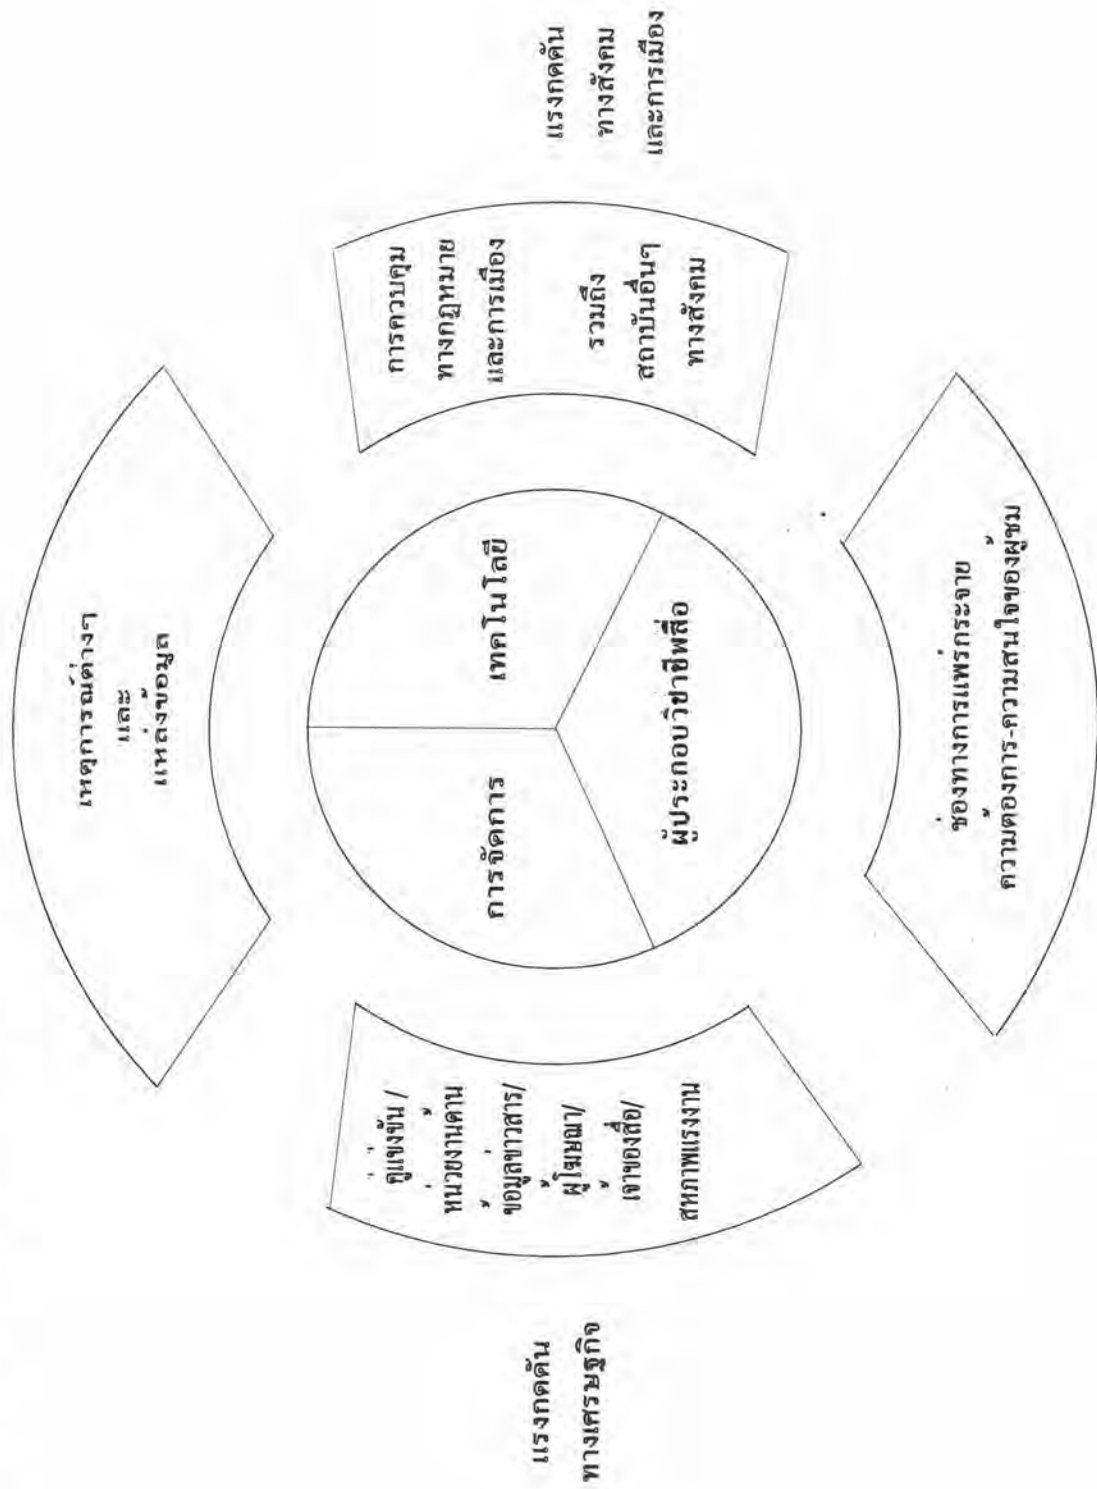 เหตุการณ์ต่างๆ
และ
แหล่งข้อมูล
แรงกดดัน
ทางเศรษฐกิจ
คู่แข่งขัน /
หน่วยงานด้าน
ข้อมูลข่าวสาร/
ผู้โฆษณา/
เจ้าของสื่อ/
สหภาพแรงงาน
การจัดการ
เทคโนโลยี
ผู้ประกอบวิชาชีพสื่อ
การควบคุม
ทางกฎหมาย
และการเมือง
รวมถึง
สถาบันอื่นๆ
ทางสังคม
แรงกดดัน
ทางสังคม
และการเมือง
ช่องทางการแพร่กระจาย
ความต้องการ-ความสนใจของผู้ชม